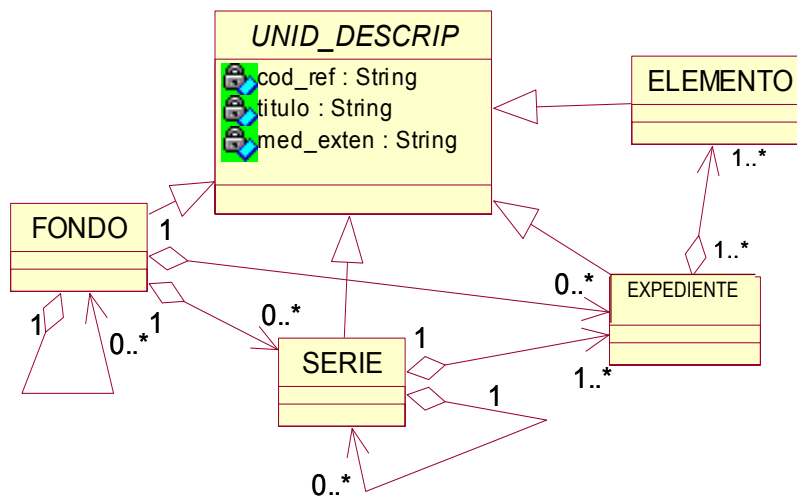 UNID_DESCRIP
cod_ref : String
titulo : String
med_exten : String
ELEMENTO
1..*
FONDO
1
1..*
0..*
EXPEDIENTE
1
0..*
1
0..*
SERIE
1
1..*
1
0..*